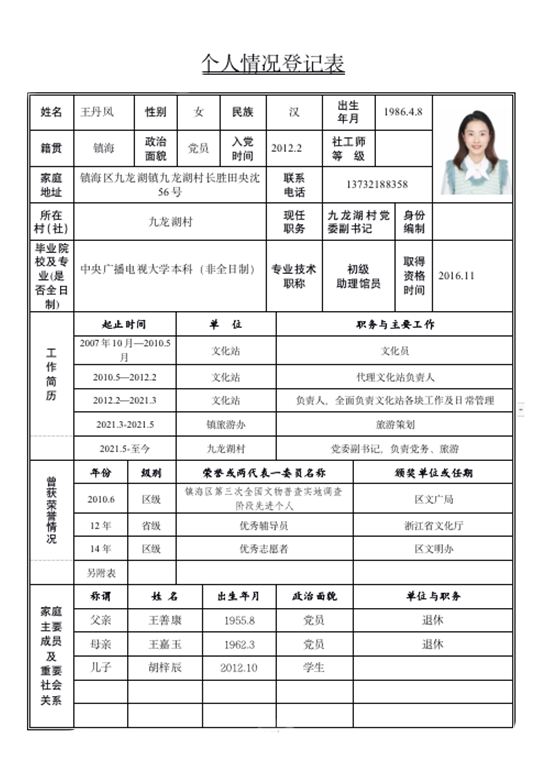 个人情况登记表
姓名 王丹凤 性别 女 民族 汉 出生年月 1986.4.8
籍贯 镇海 政治面貌 党员 入党时间 2012.2 社工师等 级
家庭地址 镇海区九龙湖镇九龙湖村长胜田央沈56号 联系电话 13732188358
所在村(社) 九龙湖村 现任职务 九龙湖村党委副书记 身份编制
毕业院校及专业(是否全日制) 中央广播电视大学本科(非全日制) 专业技术职称 初级助理馆员 取得资格时间 2016.11
工作简历
起止时间 单 位 职务与主要工作
2007年10月—2010.5月 文化站 文化员
2010.5—2012.2 文化站 代理文化站负责人
2012.2—2021.3 文化站 负责人,全面负责文化站各块工作及日常管理
2021.3-2021.5 镇旅游办 旅游策划
2021.5-至今 九龙湖村 党委副书记,负责党务、旅游
曾获荣誉情况
年份 级别 荣誉或两代表一委员名称 颁奖单位或任期
2010.6 区级 镇海区第三次全国文物普查实地调查阶段先进个人 区文广局
12年 省级 优秀辅导员 浙江省文化厅
14年 区级 优秀志愿者 区文明办
另附表
家庭主要成员及重要社会关系
称谓 姓 名 出生年月 政治面貌 单位与职务
父亲 王善康 1955.8 党员 退休
母亲 王嘉玉 1962.3 党员 退休
儿子 胡梓辰 2012.10 学生